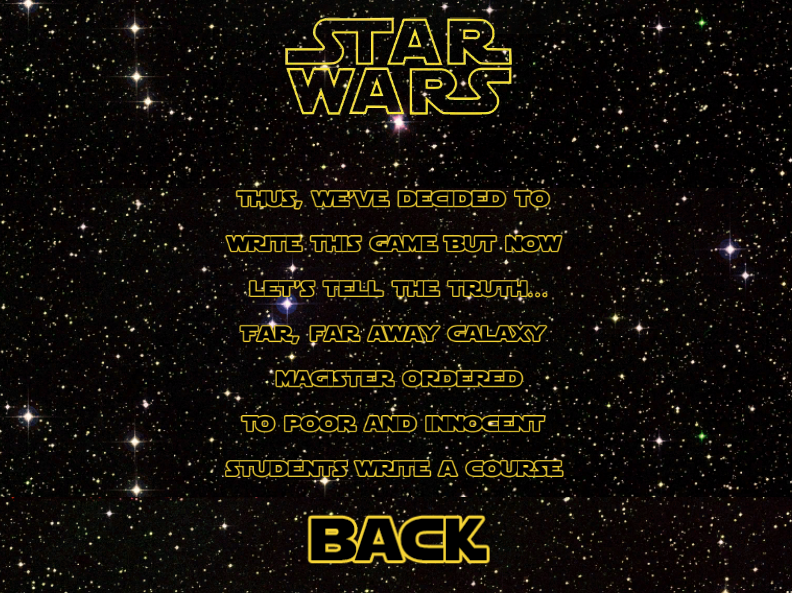 STAR
WARS
THUS, WE'VE DECIDED TO
WRITE THIS GAME BUT NOW
LET'S TELL THE TRUTH...
FAR, FAR AWAY GALAXY
MAGISTER ORDERED
TO POOR AND INNOCENT
STUDENTS WRITE A COURSE
BACK